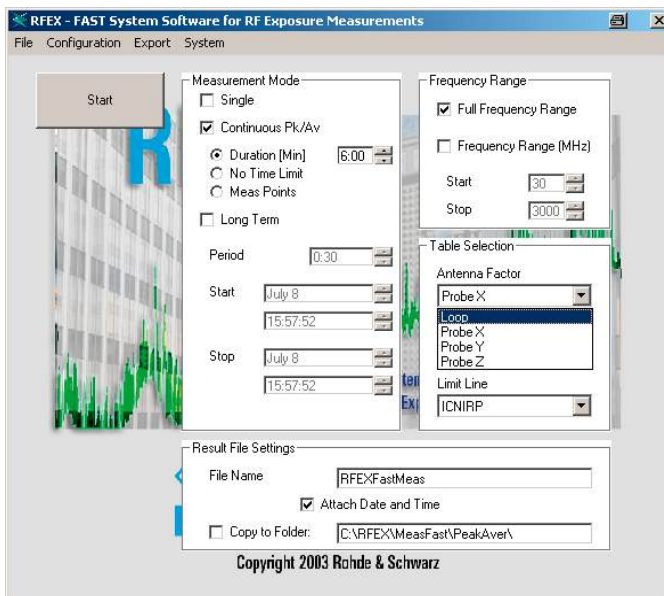 RFEX - FAST System Software for RF Exposure Measurements
File Configuration Export System
Start
Measurement Mode
Single
Continuous Pk/Av
Duration [Min] 6:00
No Time Limit
Meas Points
Long Term
Period 0:30
Start July 8
15:57:52
Stop July 8
15:57:52
Frequency Range
Full Frequency Range
Frequency Range (MHz)
Start 30
Stop 3000
Table Selection
Antenna Factor
Probe X
Loop
Probe X
Probe Y
Probe Z
Limit Line
ICNIRP
Result File Settings
File Name RFEXFastMeas
Attach Date and Time
Copy to Folder: C:\RFEX\MeasFast\PeakAver\
Copyright 2003 Rohde & Schwarz